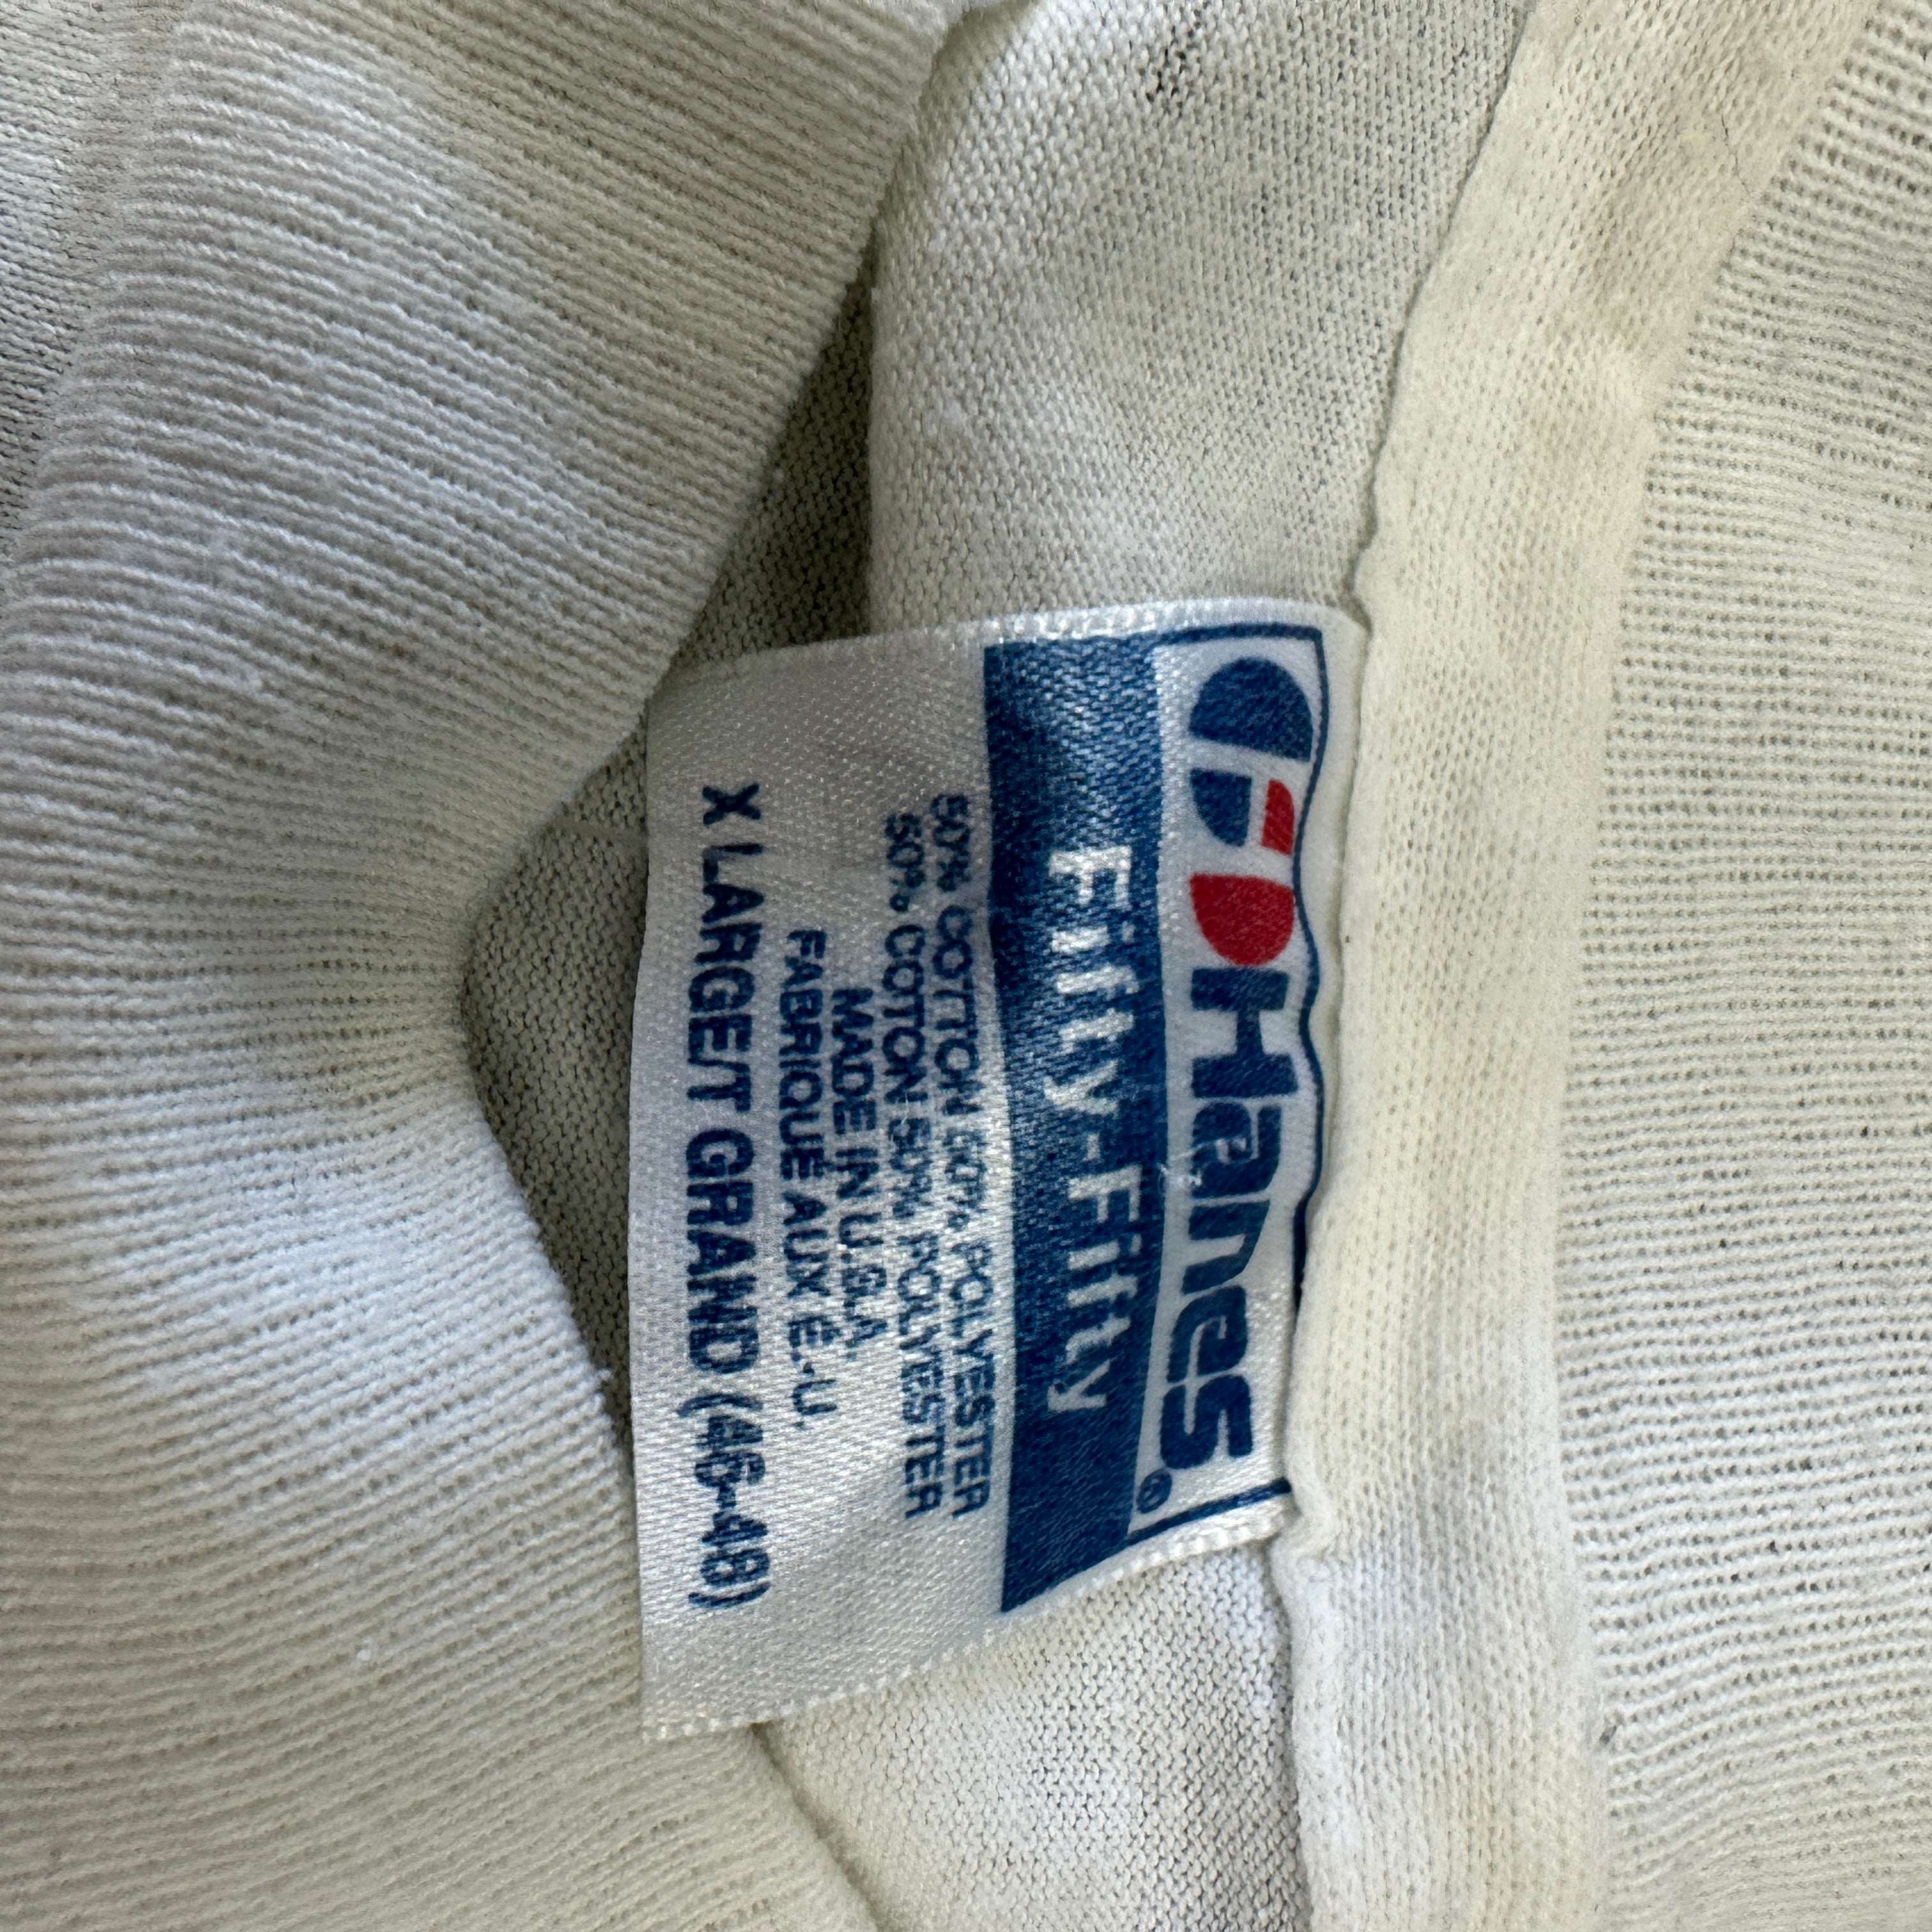 Hanes®
Fifty-Fifty
50% COTTON 50% POLYESTER
50% COTON 50% POLYESTER
MADE IN U.S.A.
FABRIQUÉ AUX É.-U.
X LARGE/T GRAND (46-48)